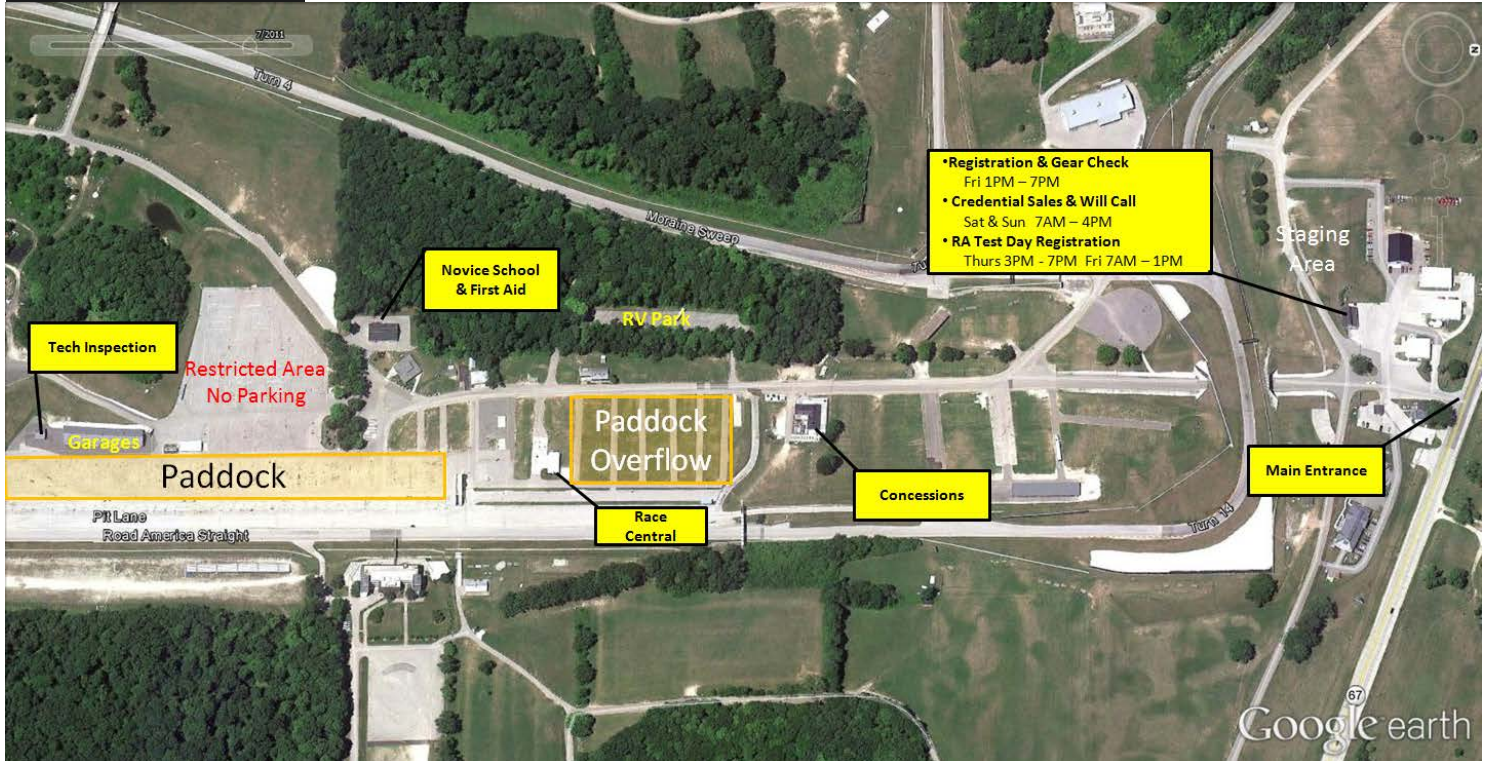 7/2011
Turn 4
Moraine Sweep
N
•Registration & Gear Check
Fri 1PM – 7PM
• Credential Sales & Will Call
Sat & Sun 7AM – 4PM
• RA Test Day Registration
Thurs 3PM - 7PM Fri 7AM – 1PM
Staging
Area
Novice School
& First Aid
RV Park
Tech Inspection
Restricted Area
No Parking
Garages
Paddock
Paddock
Overflow
Concessions
Main Entrance
Race
Central
Pit Lane
Road America Straight
Turn 14
67
Google earth